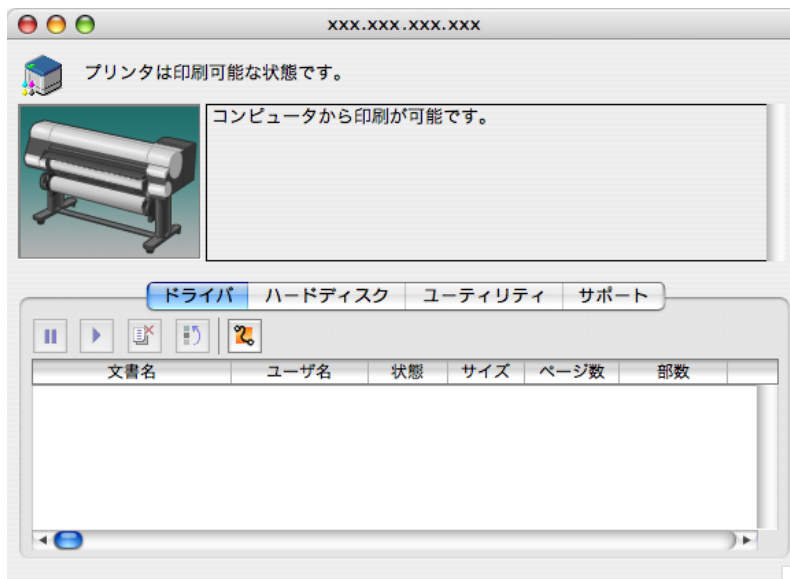 xxx.xxx.xxx.xxx
プリンタは印刷可能な状態です。
コンピュータから印刷が可能です。
ドライバ ハードディスク ユーティリティ サポート
文書名 ユーザ名 状態 サイズ ページ数 部数